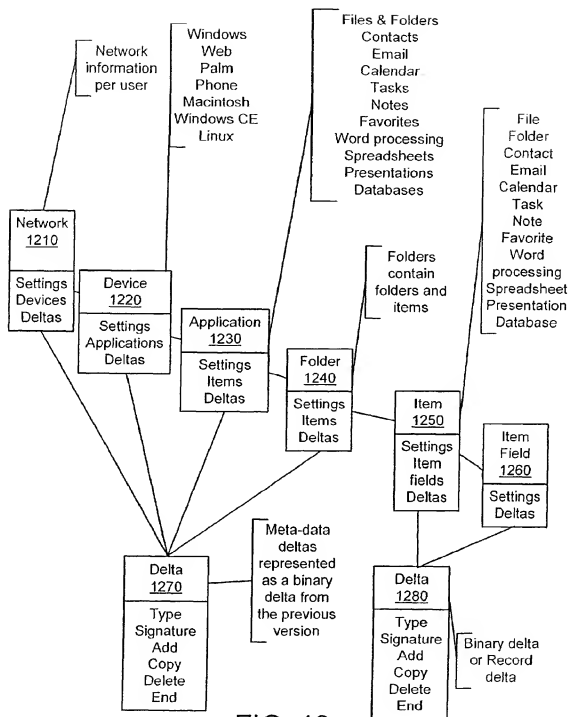 Network
information
per user
Windows
Web
Palm
Phone
Macintosh
Windows CE
Linux
Files & Folders
Contacts
Email
Calendar
Tasks
Notes
Favorites
Word processing
Spreadsheets
Presentations
Databases
File
Folder
Contact
Email
Calendar
Task
Note
Favorite
Word
processing
Spreadsheet
Presentation
Database
Network
1210
Settings
Devices
Deltas
Device
1220
Settings
Applications
Deltas
Application
1230
Settings
Items
Deltas
Folders
contain
folders and
items
Folder
1240
Settings
Items
Deltas
Item
1250
Settings
Item
fields
Deltas
Item
Field
1260
Settings
Deltas
Delta
1270
Type
Signature
Add
Copy
Delete
End
Meta-data
deltas
represented
as a binary
delta from
the previous
version
Delta
1280
Type
Signature
Add
Copy
Delete
End
Binary delta
or Record
delta